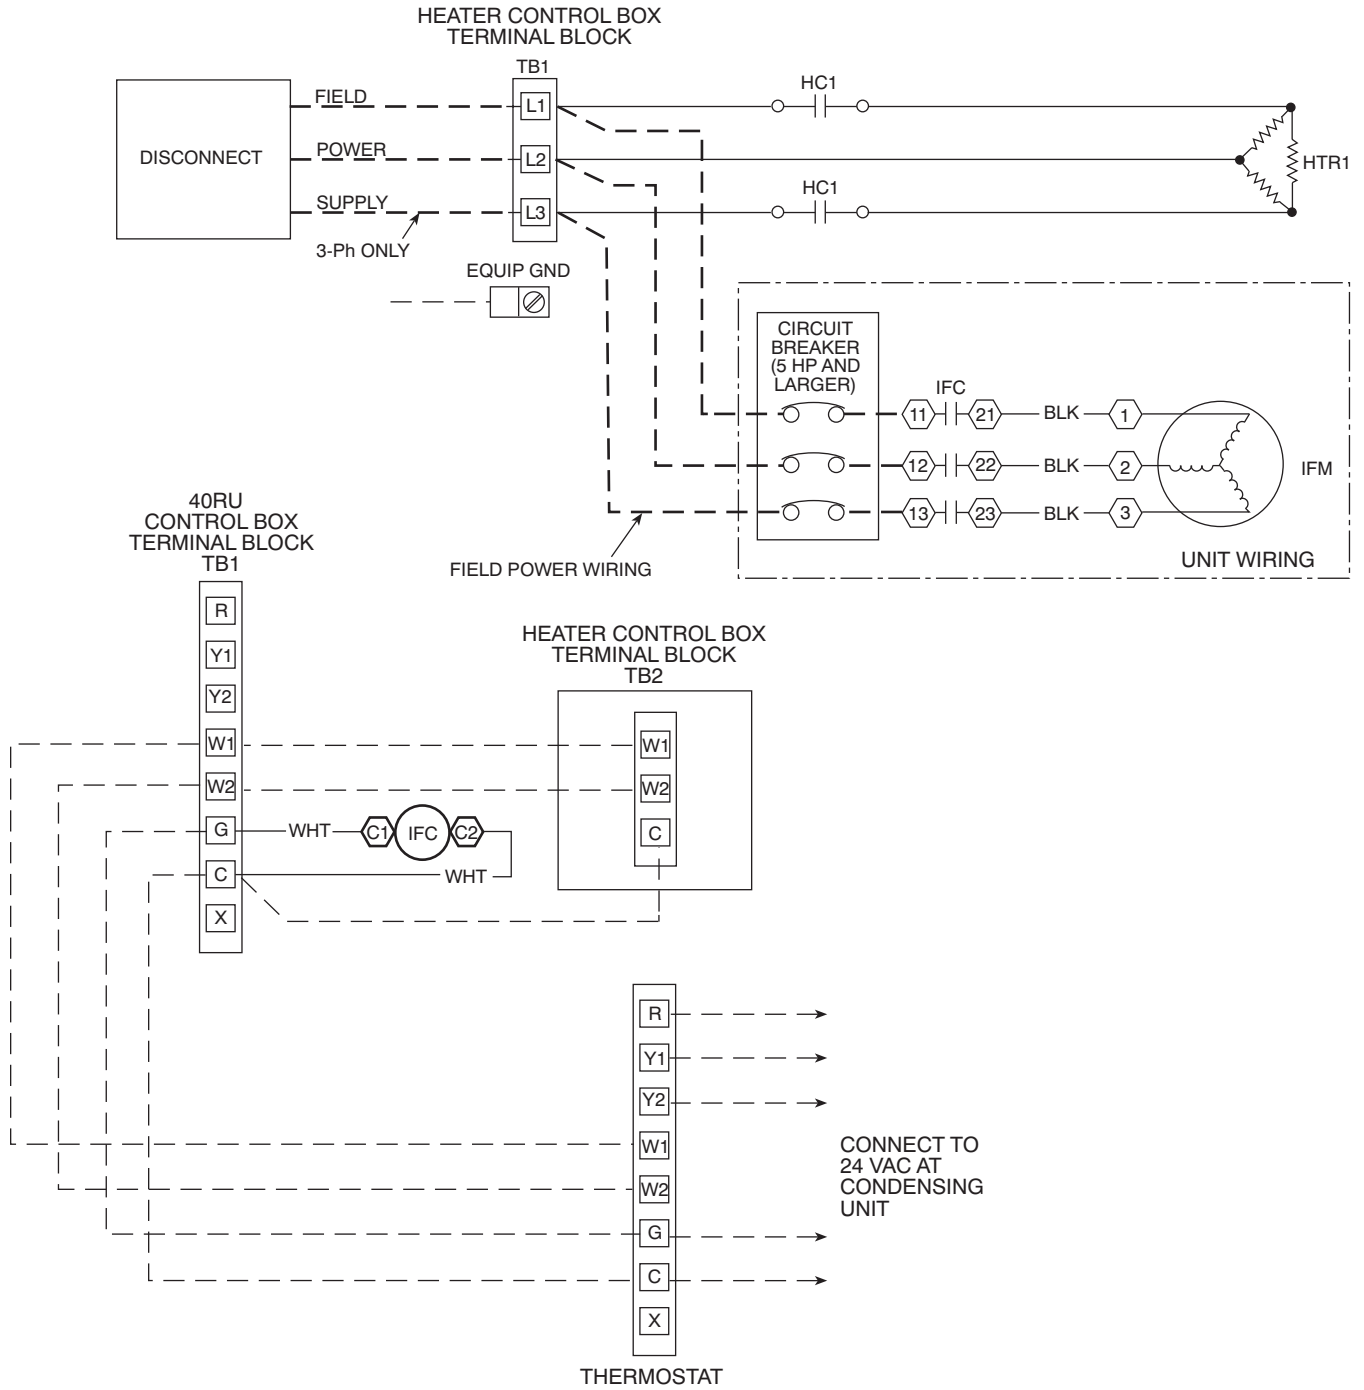 HEATER CONTROL BOX
TERMINAL BLOCK
TB1
DISCONNECT
FIELD
POWER
SUPPLY
3-Ph ONLY
L1
L2
L3
HC1
HC1
HTR1
EQUIP GND
CIRCUIT
BREAKER
(5 HP AND
LARGER)
IFC
11 21 BLK 1
12 22 BLK 2
13 23 BLK 3
IFM
UNIT WIRING
FIELD POWER WIRING
40RU
CONTROL BOX
TERMINAL BLOCK
TB1
R
Y1
Y2
W1
W2
G
C
X
WHT C1 IFC C2
WHT
HEATER CONTROL BOX
TERMINAL BLOCK
TB2
W1
W2
C
R
Y1
Y2
W1
W2
G
C
X
THERMOSTAT
CONNECT TO
24 VAC AT
CONDENSING
UNIT